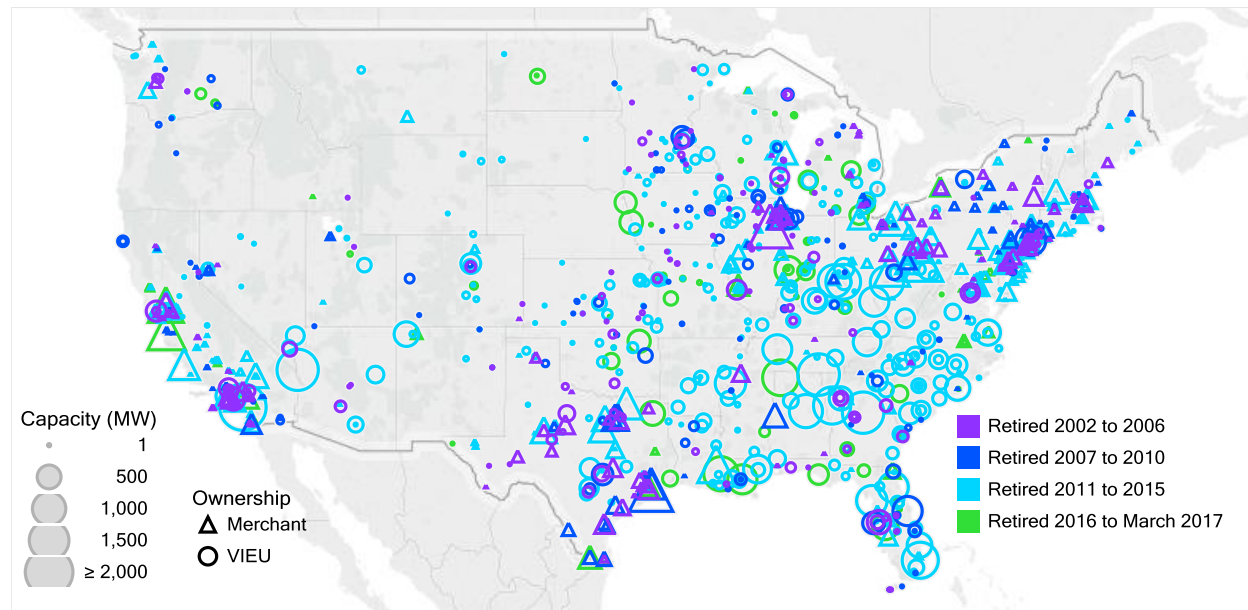 Capacity (MW)
1
500
1,000
1,500
≥ 2,000
Ownership
Merchant
VIEU
Retired 2002 to 2006
Retired 2007 to 2010
Retired 2011 to 2015
Retired 2016 to March 2017